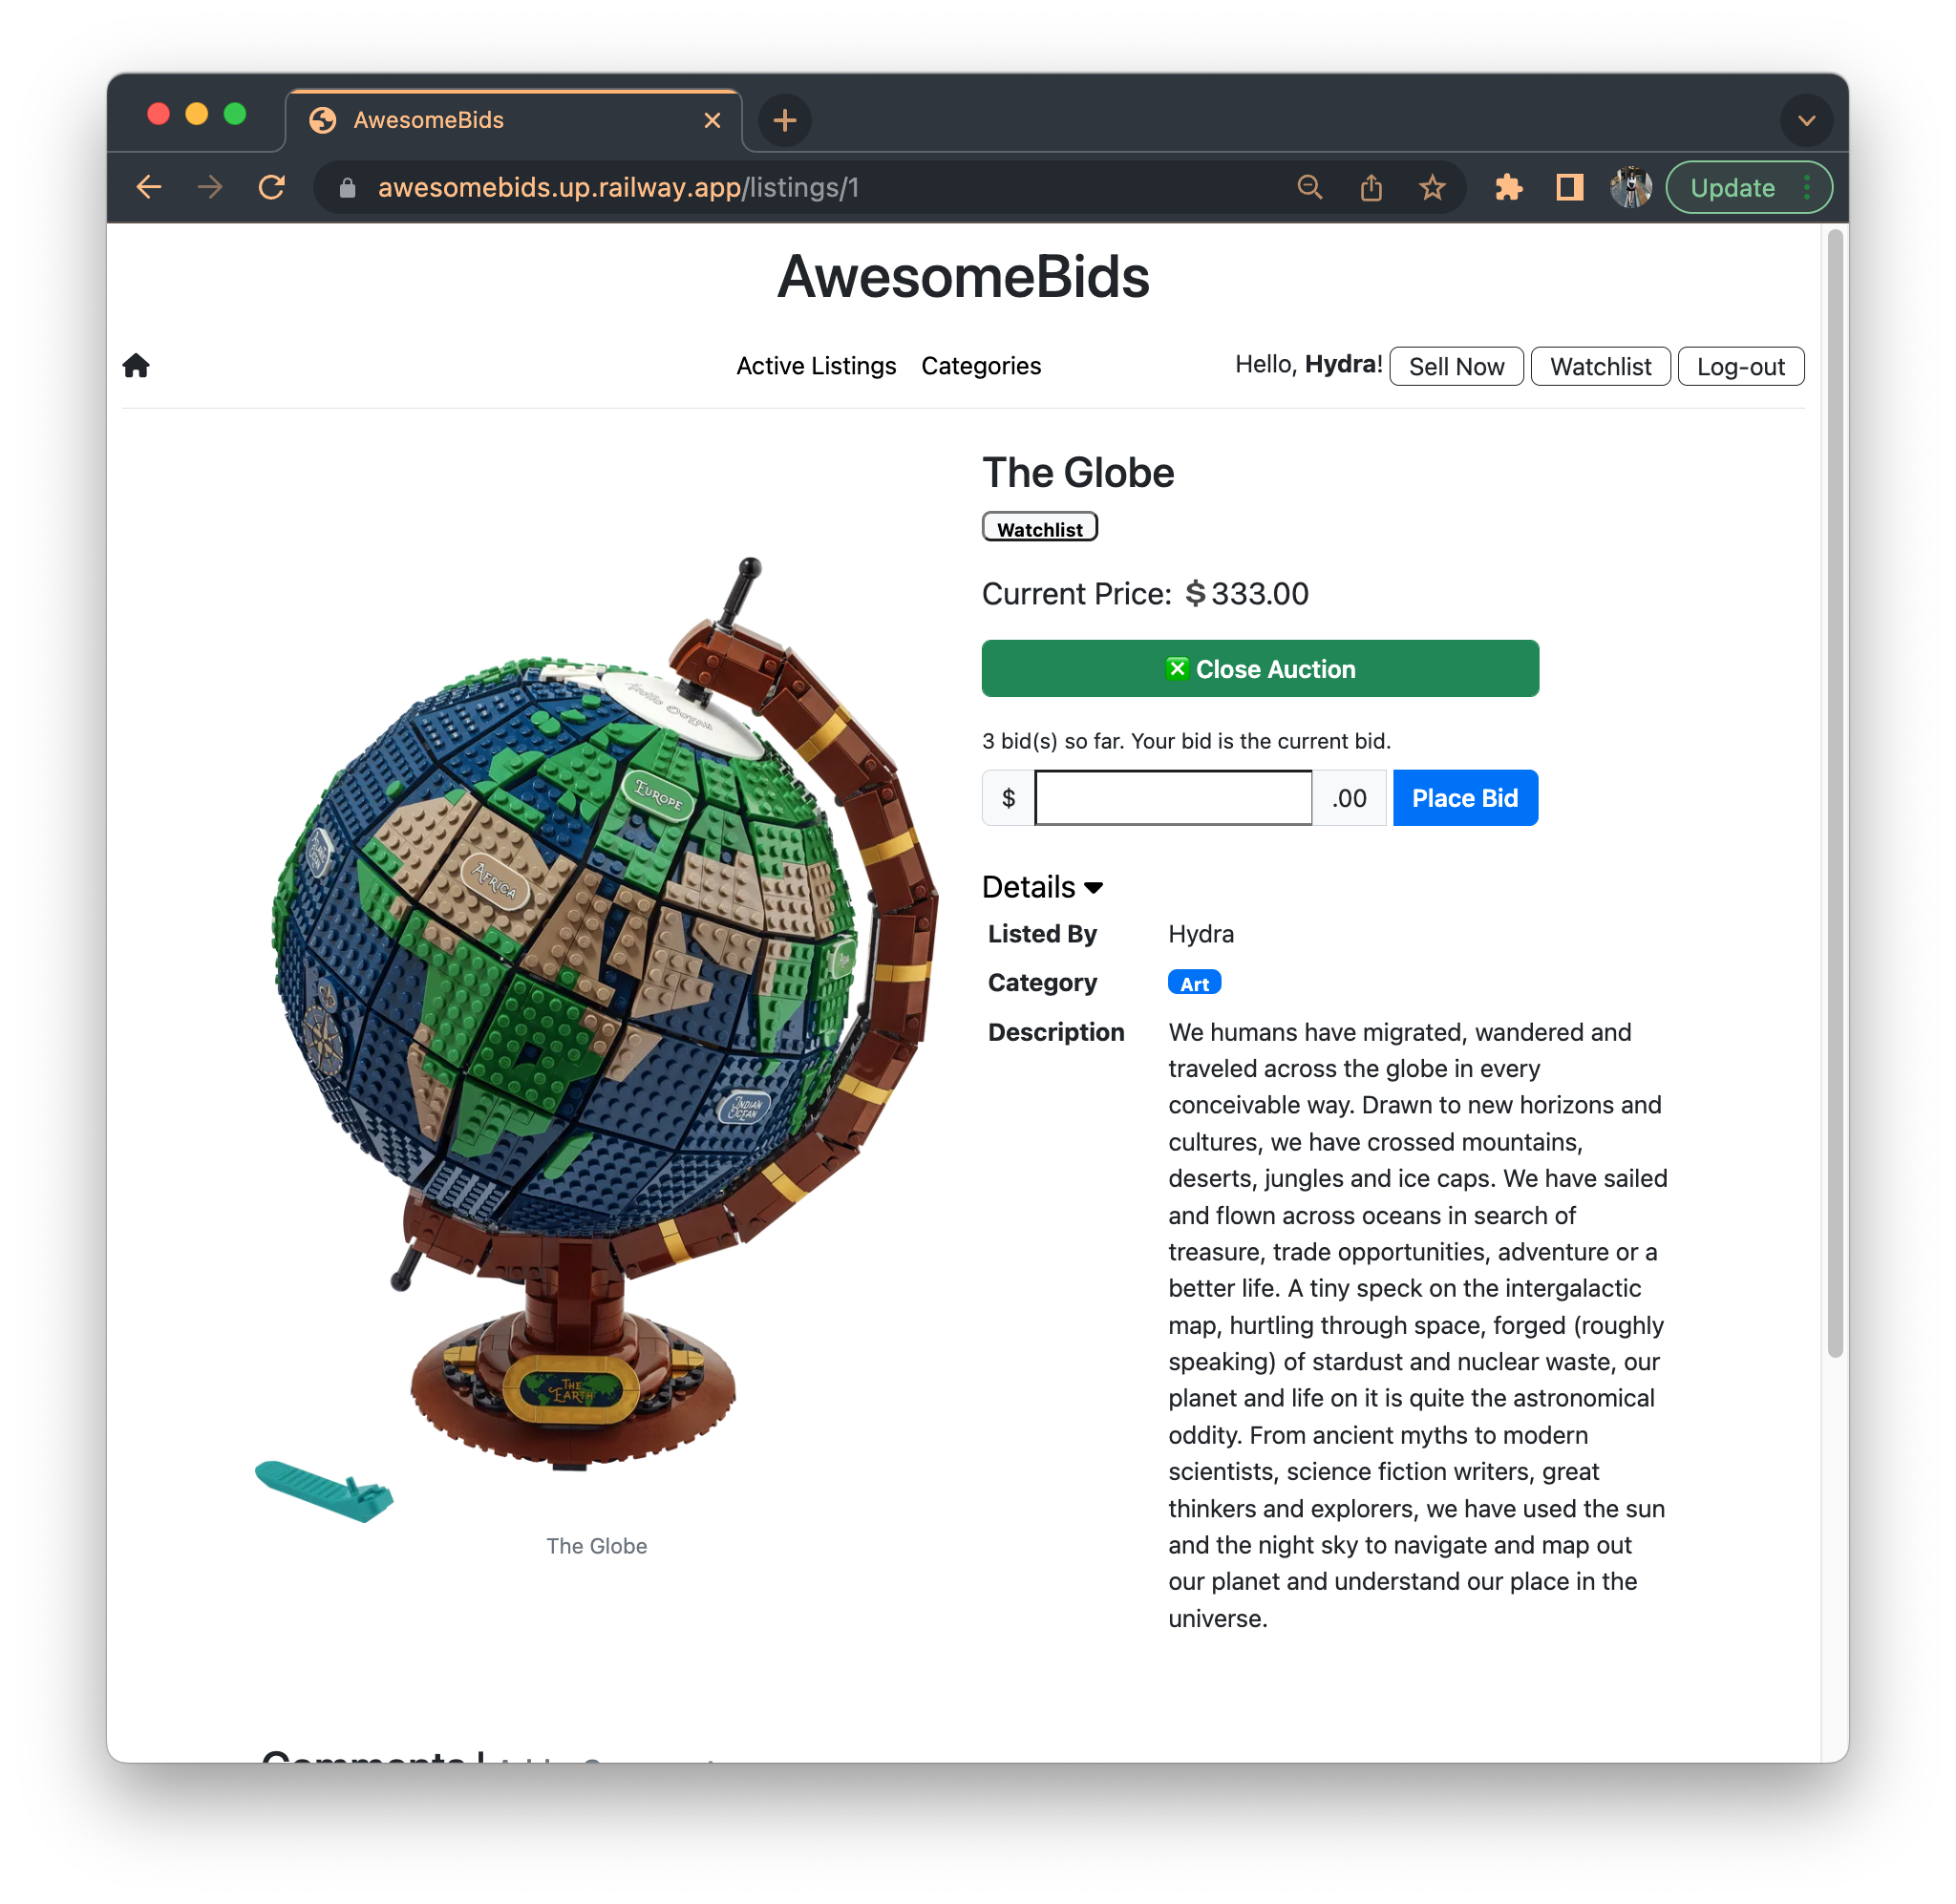 AwesomeBids
awesomebids.up.railway.app/listings/1
Update
AwesomeBids
Active Listings Categories Hello, Hydra! Sell Now Watchlist Log-out
The Globe
Watchlist
Current Price: $333.00
Close Auction
3 bid(s) so far. Your bid is the current bid.
$ .00 Place Bid
Details
Listed By Hydra
Category Art
Description We humans have migrated, wandered and
traveled across the globe in every
conceivable way. Drawn to new horizons and
cultures, we have crossed mountains,
deserts, jungles and ice caps. We have sailed
and flown across oceans in search of
treasure, trade opportunities, adventure or a
better life. A tiny speck on the intergalactic
map, hurtling through space, forged (roughly
speaking) of stardust and nuclear waste, our
planet and life on it is quite the astronomical
oddity. From ancient myths to modern
scientists, science fiction writers, great
thinkers and explorers, we have used the sun
and the night sky to navigate and map out
our planet and understand our place in the
universe.
EUROPE
AFRICA
INDIAN
OCEAN
THE
EARTH
The Globe